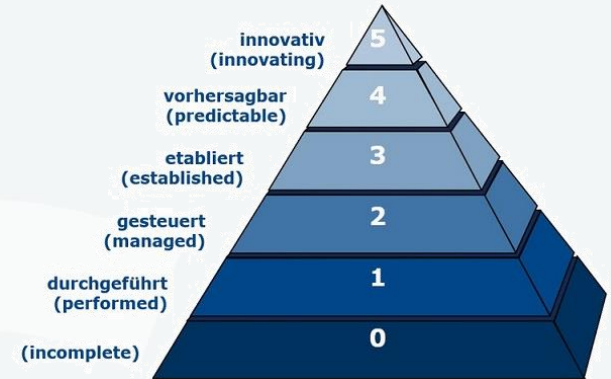 innovativ
(innovating)
5
vorhersagbar
(predictable)
4
etabliert
(established)
3
gesteuert
(managed)
2
durchgeführt
(performed)
1
(incomplete)
0